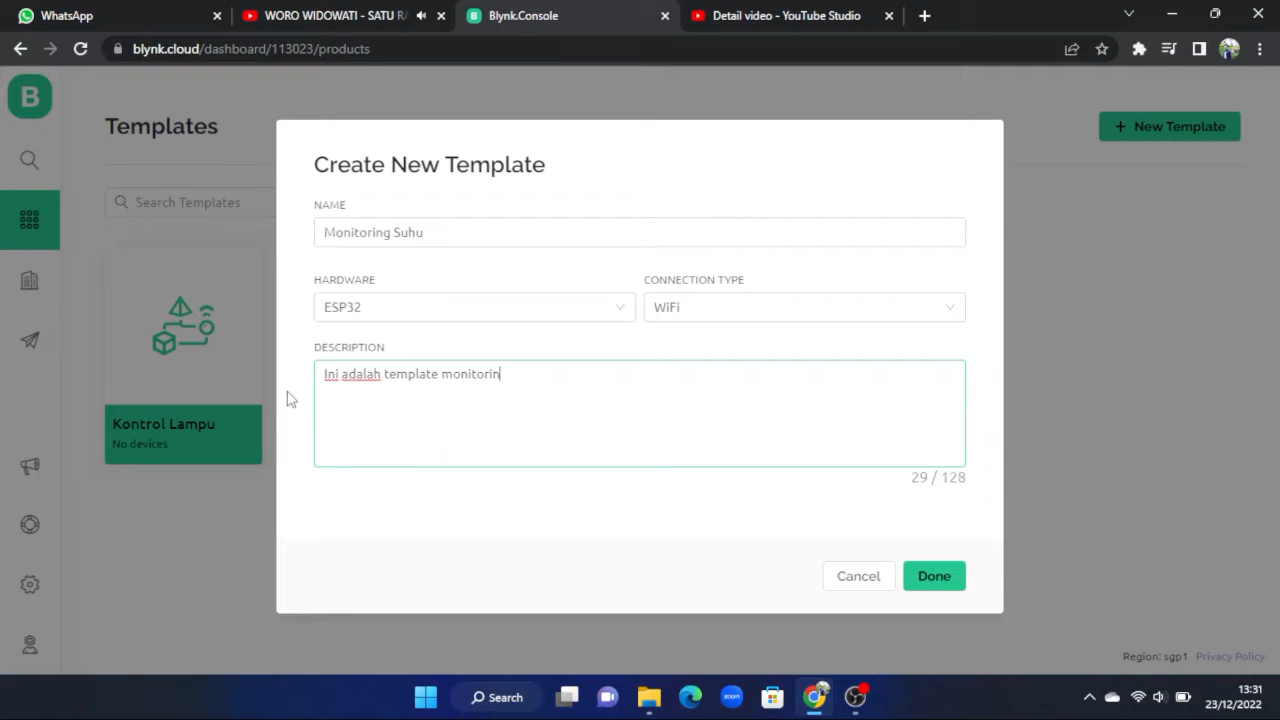 WhatsApp
WORO WIDOWATI - SATU RA
Blynk.Console
Detail video - YouTube Studio
blynk.cloud/dashboard/113023/products
B
Templates
+ New Template
Search Templates
Kontrol Lampu
No devices
Create New Template
NAME
Monitoring Suhu
HARDWARE
CONNECTION TYPE
ESP32
WiFi
DESCRIPTION
Ini adalah template monitorin
29 / 128
Cancel
Done
Region: sgp1 Privacy Policy
Search
zoom
13:31
23/12/2022